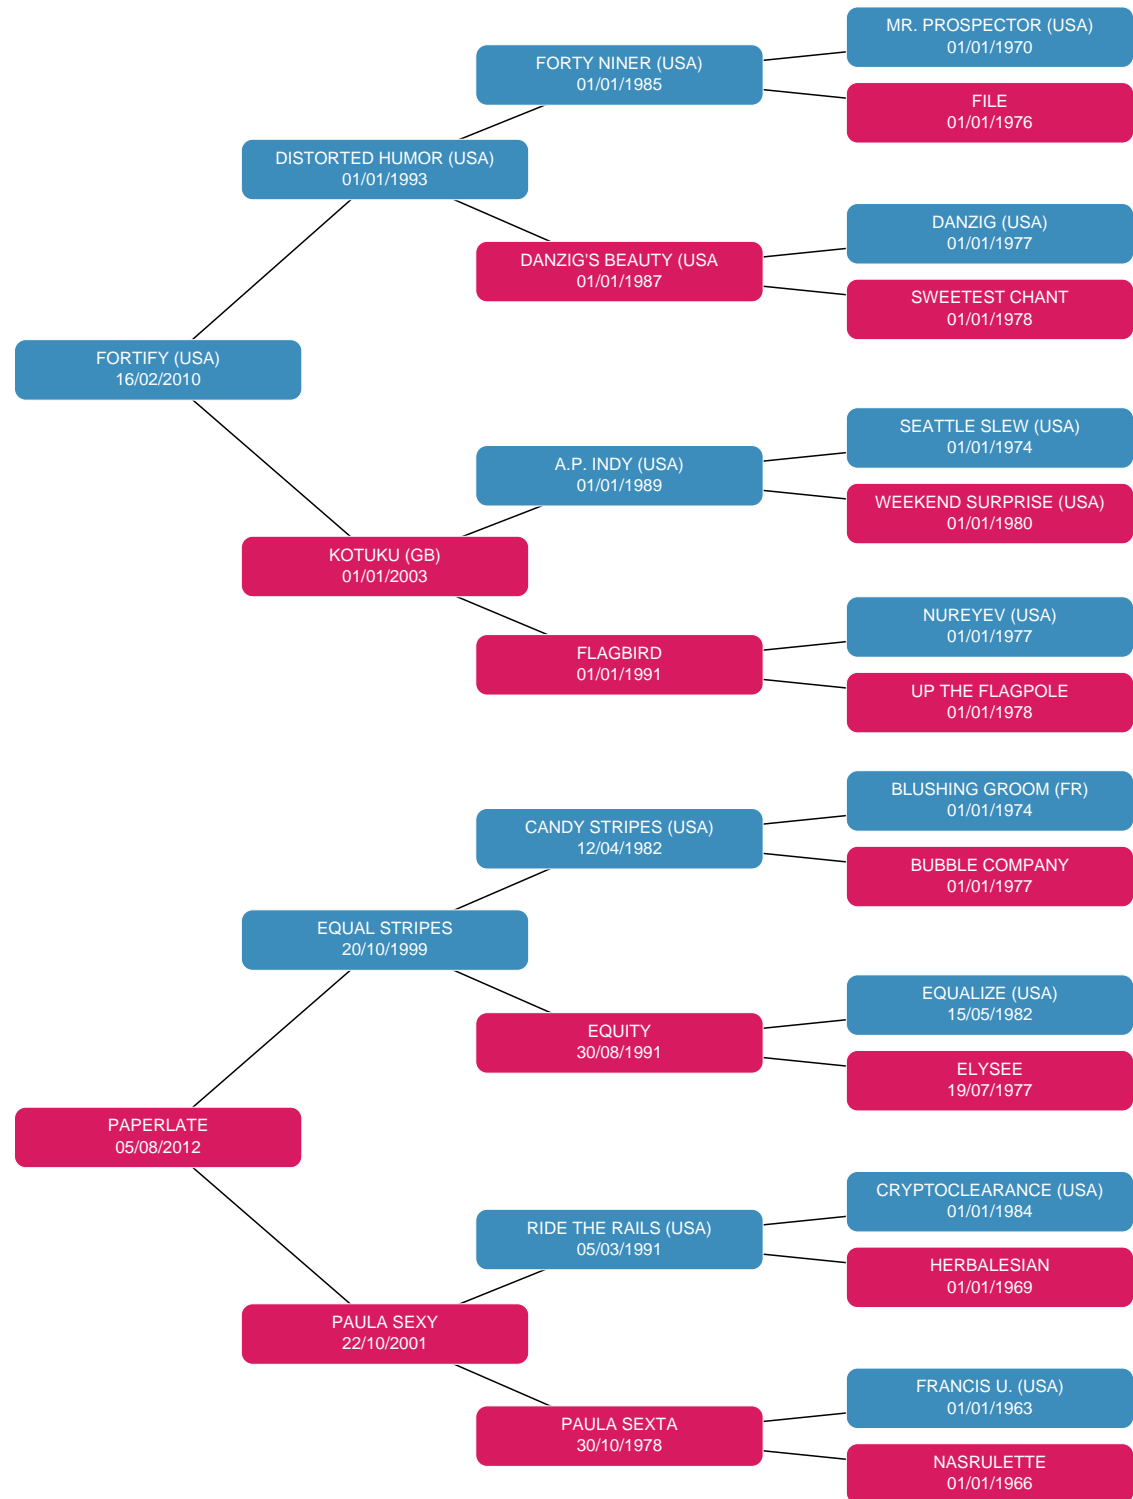 MR. PROSPECTOR (USA)
01/01/1970
FORTY NINER (USA)
01/01/1985
FILE
01/01/1976
DISTORTED HUMOR (USA)
01/01/1993
DANZIG (USA)
01/01/1977
DANZIG'S BEAUTY (USA
01/01/1987
SWEETEST CHANT
01/01/1978
FORTIFY (USA)
16/02/2010
SEATTLE SLEW (USA)
01/01/1974
A.P. INDY (USA)
01/01/1989
WEEKEND SURPRISE (USA)
01/01/1980
KOTUKU (GB)
01/01/2003
NUREYEV (USA)
01/01/1977
FLAGBIRD
01/01/1991
UP THE FLAGPOLE
01/01/1978
BLUSHING GROOM (FR)
01/01/1974
CANDY STRIPES (USA)
12/04/1982
BUBBLE COMPANY
01/01/1977
EQUAL STRIPES
20/10/1999
EQUALIZE (USA)
15/05/1982
EQUITY
30/08/1991
ELYSEE
19/07/1977
PAPERLATE
05/08/2012
CRYPTOCLEARANCE (USA)
01/01/1984
RIDE THE RAILS (USA)
05/03/1991
HERBALESIAN
01/01/1969
PAULA SEXY
22/10/2001
FRANCIS U. (USA)
01/01/1963
PAULA SEXTA
30/10/1978
NASRULETTE
01/01/1966